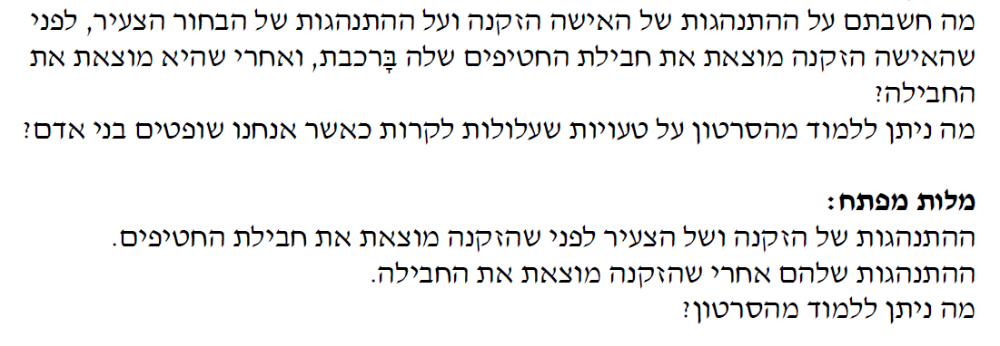 מה חשבתם על ההתנהגות של האישה הזקנה ועל ההתנהגות של הבחור הצעיר, לפני
שהאישה הזקנה מוצאת את חבילת החטיפים שלה בָּרכבת, ואחרי שהיא מוצאת את
החבילה?
מה ניתן ללמוד מהסרטון על טעויות שעלולות לקרות כאשר אנחנו שופטים בני אדם?
מלות מפתח:
ההתנהגות של הזקנה ושל הצעיר לפני שהזקנה מוצאת את חבילת החטיפים.
ההתנהגות שלהם אחרי שהזקנה מוצאת את החבילה.
מה ניתן ללמוד מהסרטון?